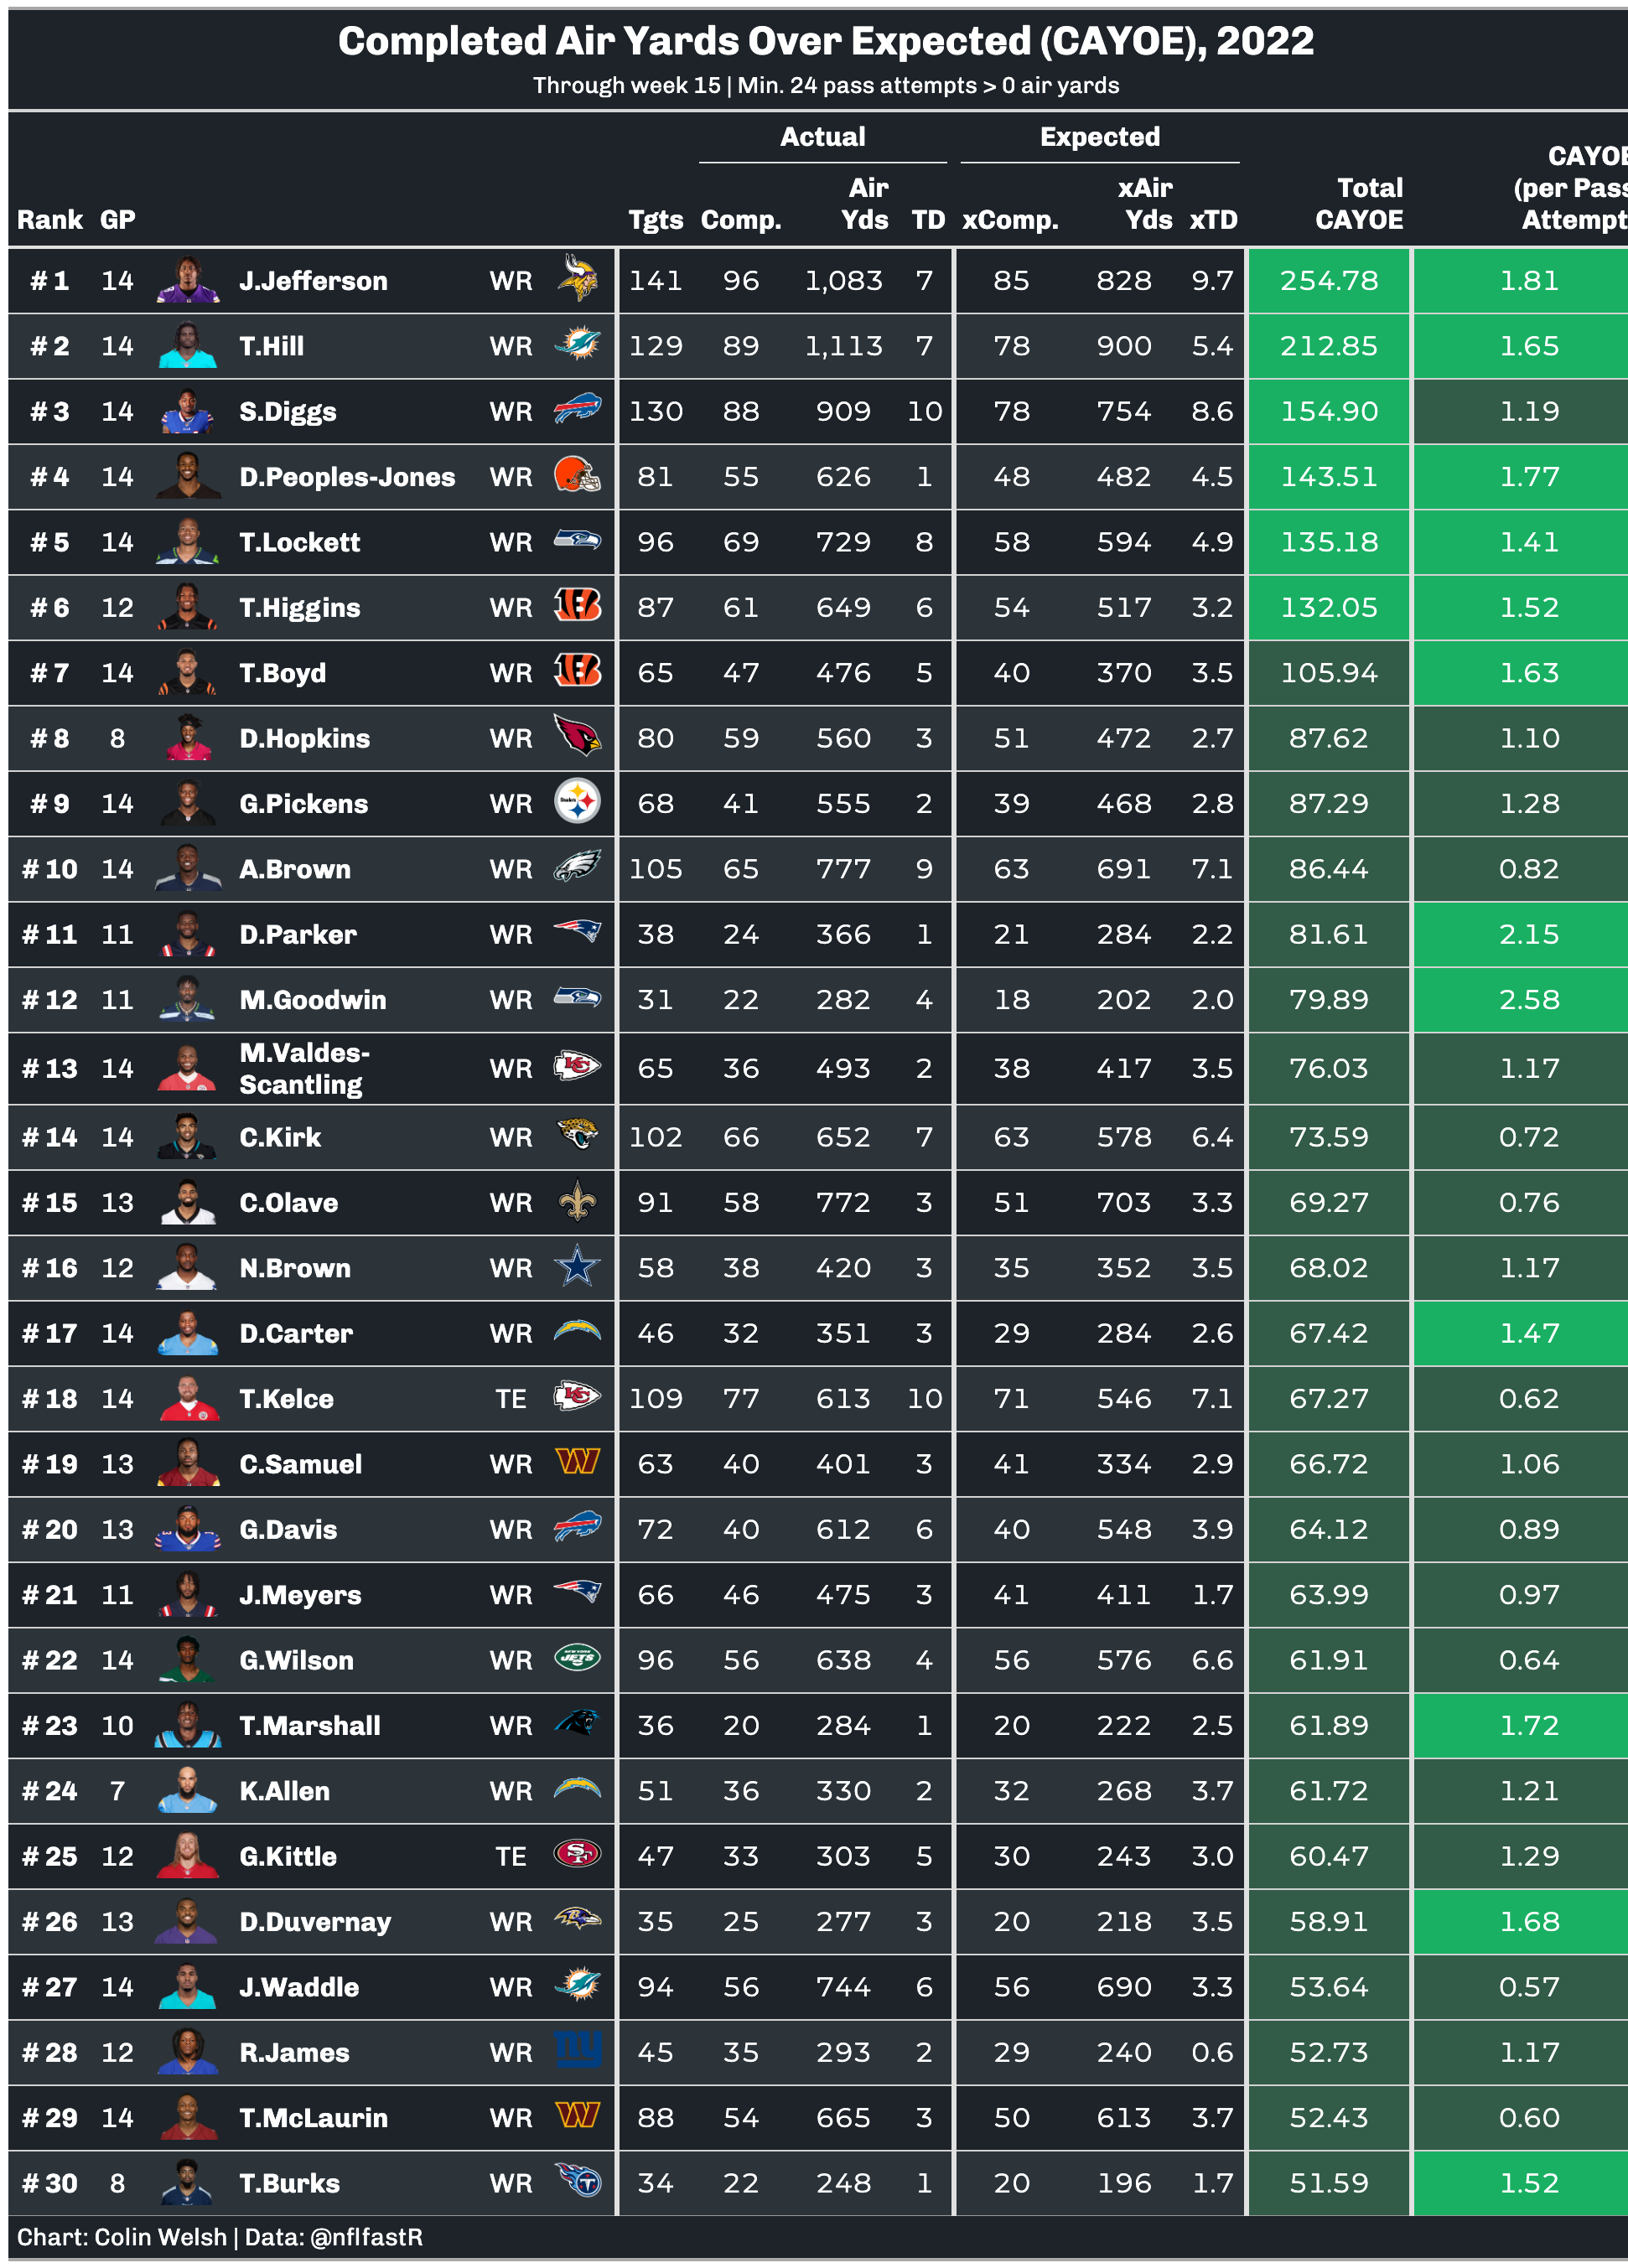 Completed Air Yards Over Expected (CAYOE), 2022
Through week 15 | Min. 24 pass attempts > 0 air yards
Actual Expected
Rank GP Tgts Comp. Air Yds TD xComp. xAir Yds xTD Total CAYOE CAYOE (per Pass Attempt
# 1 14 J.Jefferson WR 141 96 1,083 7 85 828 9.7 254.78 1.81
# 2 14 T.Hill WR 129 89 1,113 7 78 900 5.4 212.85 1.65
# 3 14 S.Diggs WR 130 88 909 10 78 754 8.6 154.90 1.19
# 4 14 D.Peoples-Jones WR 81 55 626 1 48 482 4.5 143.51 1.77
# 5 14 T.Lockett WR 96 69 729 8 58 594 4.9 135.18 1.41
# 6 12 T.Higgins WR 87 61 649 6 54 517 3.2 132.05 1.52
# 7 14 T.Boyd WR 65 47 476 5 40 370 3.5 105.94 1.63
# 8 8 D.Hopkins WR 80 59 560 3 51 472 2.7 87.62 1.10
# 9 14 G.Pickens WR 68 41 555 2 39 468 2.8 87.29 1.28
# 10 14 A.Brown WR 105 65 777 9 63 691 7.1 86.44 0.82
# 11 11 D.Parker WR 38 24 366 1 21 284 2.2 81.61 2.15
# 12 11 M.Goodwin WR 31 22 282 4 18 202 2.0 79.89 2.58
# 13 14 M.Valdes-Scantling WR 65 36 493 2 38 417 3.5 76.03 1.17
# 14 14 C.Kirk WR 102 66 652 7 63 578 6.4 73.59 0.72
# 15 13 C.Olave WR 91 58 772 3 51 703 3.3 69.27 0.76
# 16 12 N.Brown WR 58 38 420 3 35 352 3.5 68.02 1.17
# 17 14 D.Carter WR 46 32 351 3 29 284 2.6 67.42 1.47
# 18 14 T.Kelce TE 109 77 613 10 71 546 7.1 67.27 0.62
# 19 13 C.Samuel WR 63 40 401 3 41 334 2.9 66.72 1.06
# 20 13 G.Davis WR 72 40 612 6 40 548 3.9 64.12 0.89
# 21 11 J.Meyers WR 66 46 475 3 41 411 1.7 63.99 0.97
# 22 14 G.Wilson WR 96 56 638 4 56 576 6.6 61.91 0.64
# 23 10 T.Marshall WR 36 20 284 1 20 222 2.5 61.89 1.72
# 24 7 K.Allen WR 51 36 330 2 32 268 3.7 61.72 1.21
# 25 12 G.Kittle TE 47 33 303 5 30 243 3.0 60.47 1.29
# 26 13 D.Duvernay WR 35 25 277 3 20 218 3.5 58.91 1.68
# 27 14 J.Waddle WR 94 56 744 6 56 690 3.3 53.64 0.57
# 28 12 R.James WR 45 35 293 2 29 240 0.6 52.73 1.17
# 29 14 T.McLaurin WR 88 54 665 3 50 613 3.7 52.43 0.60
# 30 8 T.Burks WR 34 22 248 1 20 196 1.7 51.59 1.52
Chart: Colin Welsh | Data: @nflfastR